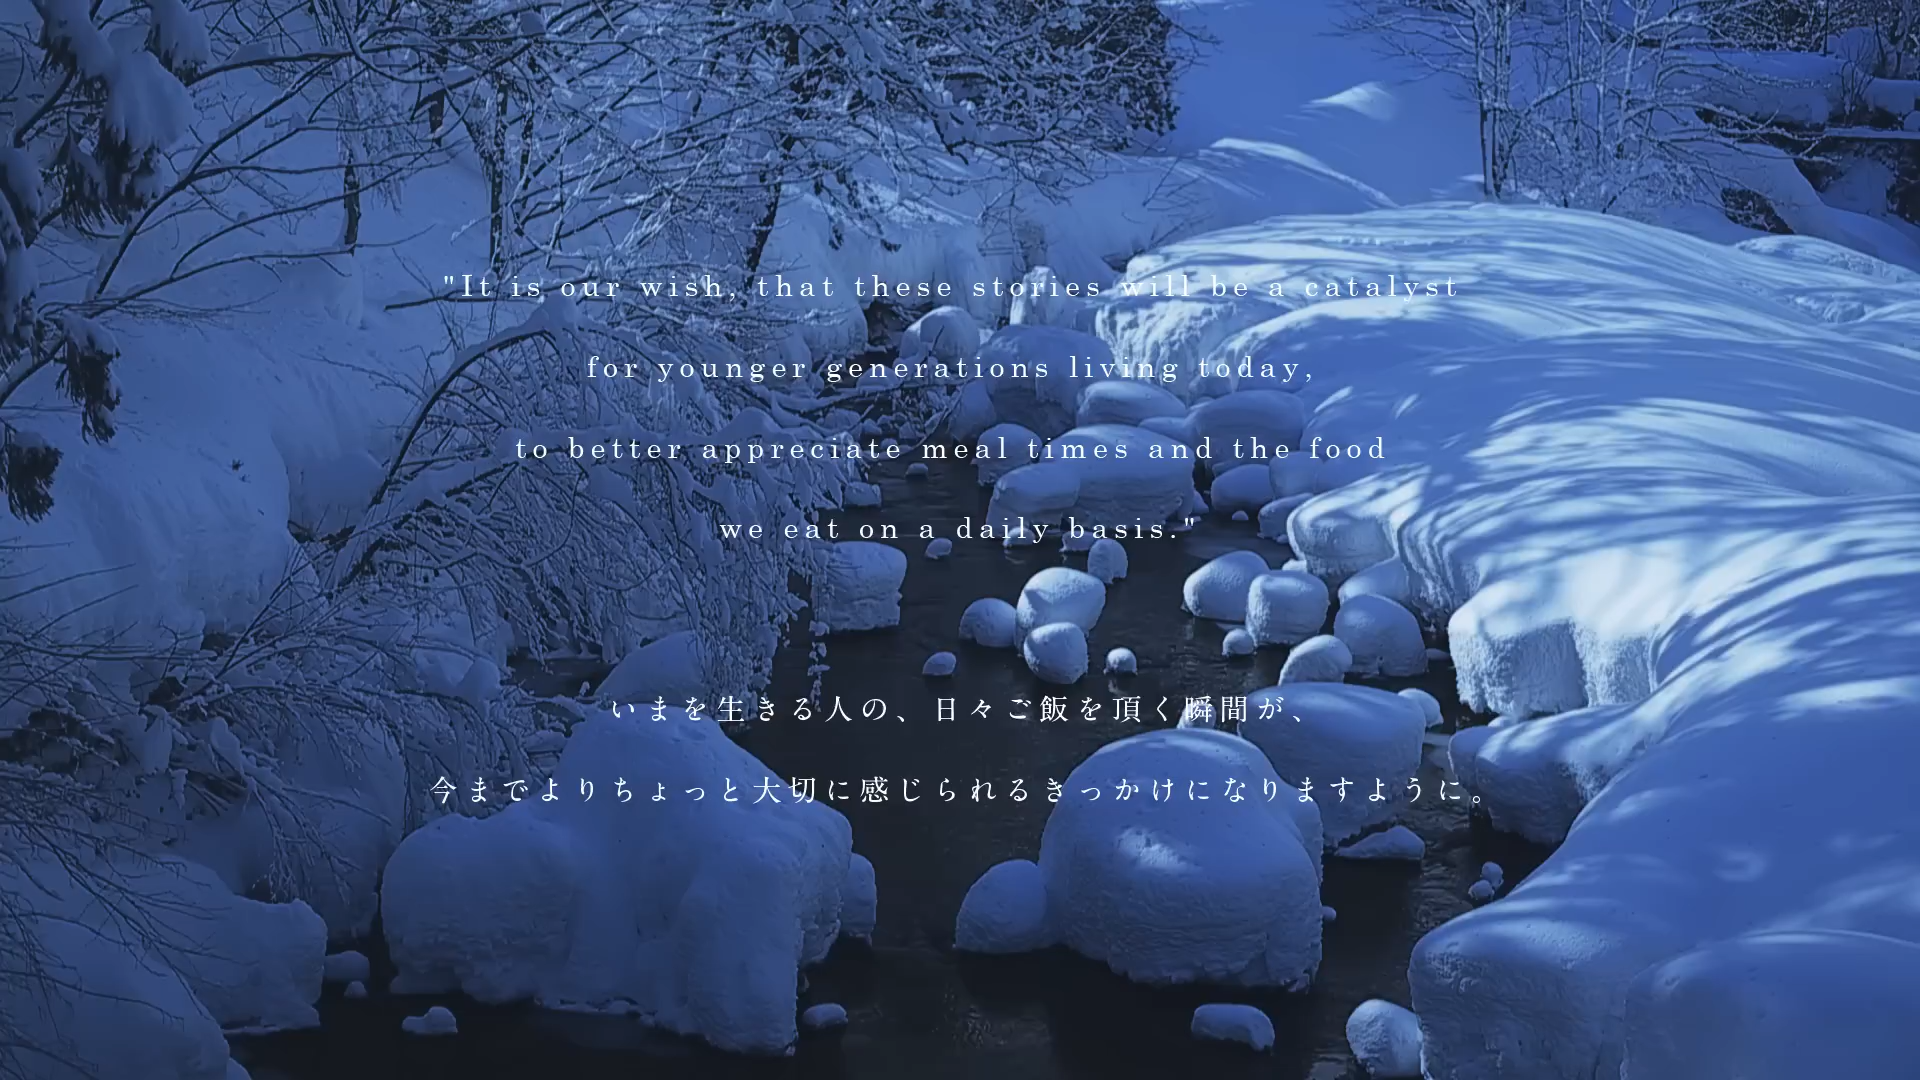 "It is our wish, that these stories will be a catalyst
for younger generations living today,
to better appreciate meal times and the food
we eat on a daily basis."
いまを生きる人の、日々ご飯を頂く瞬間が、
今までよりちょっと大切に感じられるきっかけになりますように。